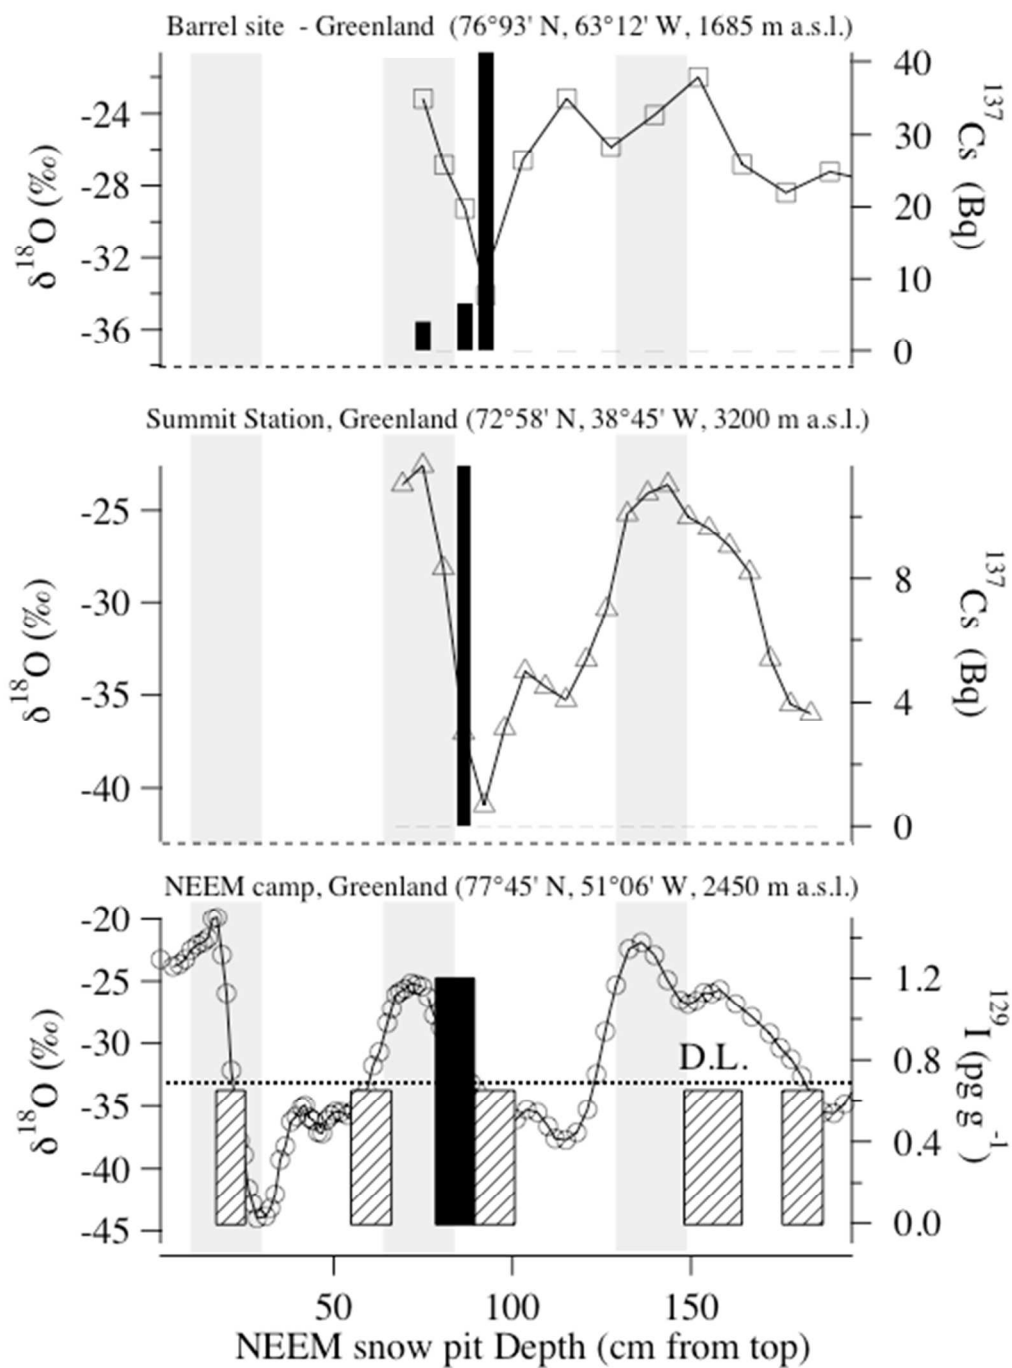 Barrel site - Greenland (76°93' N, 63°12' W, 1685 m a.s.l.)
-24
-28
-32
-36
δ18O (‰)
40
30
20
10
0
137Cs (Bq)
Summit Station, Greenland (72°58' N, 38°45' W, 3200 m a.s.l.)
-25
-30
-35
-40
δ18O (‰)
8
4
0
137Cs (Bq)
NEEM camp, Greenland (77°45' N, 51°06' W, 2450 m a.s.l.)
-20
-25
-30
-35
-40
-45
δ18O (‰)
D.L.
1.2
0.8
0.4
0.0
129I (pg g-1)
50 100 150
NEEM snow pit Depth (cm from top)